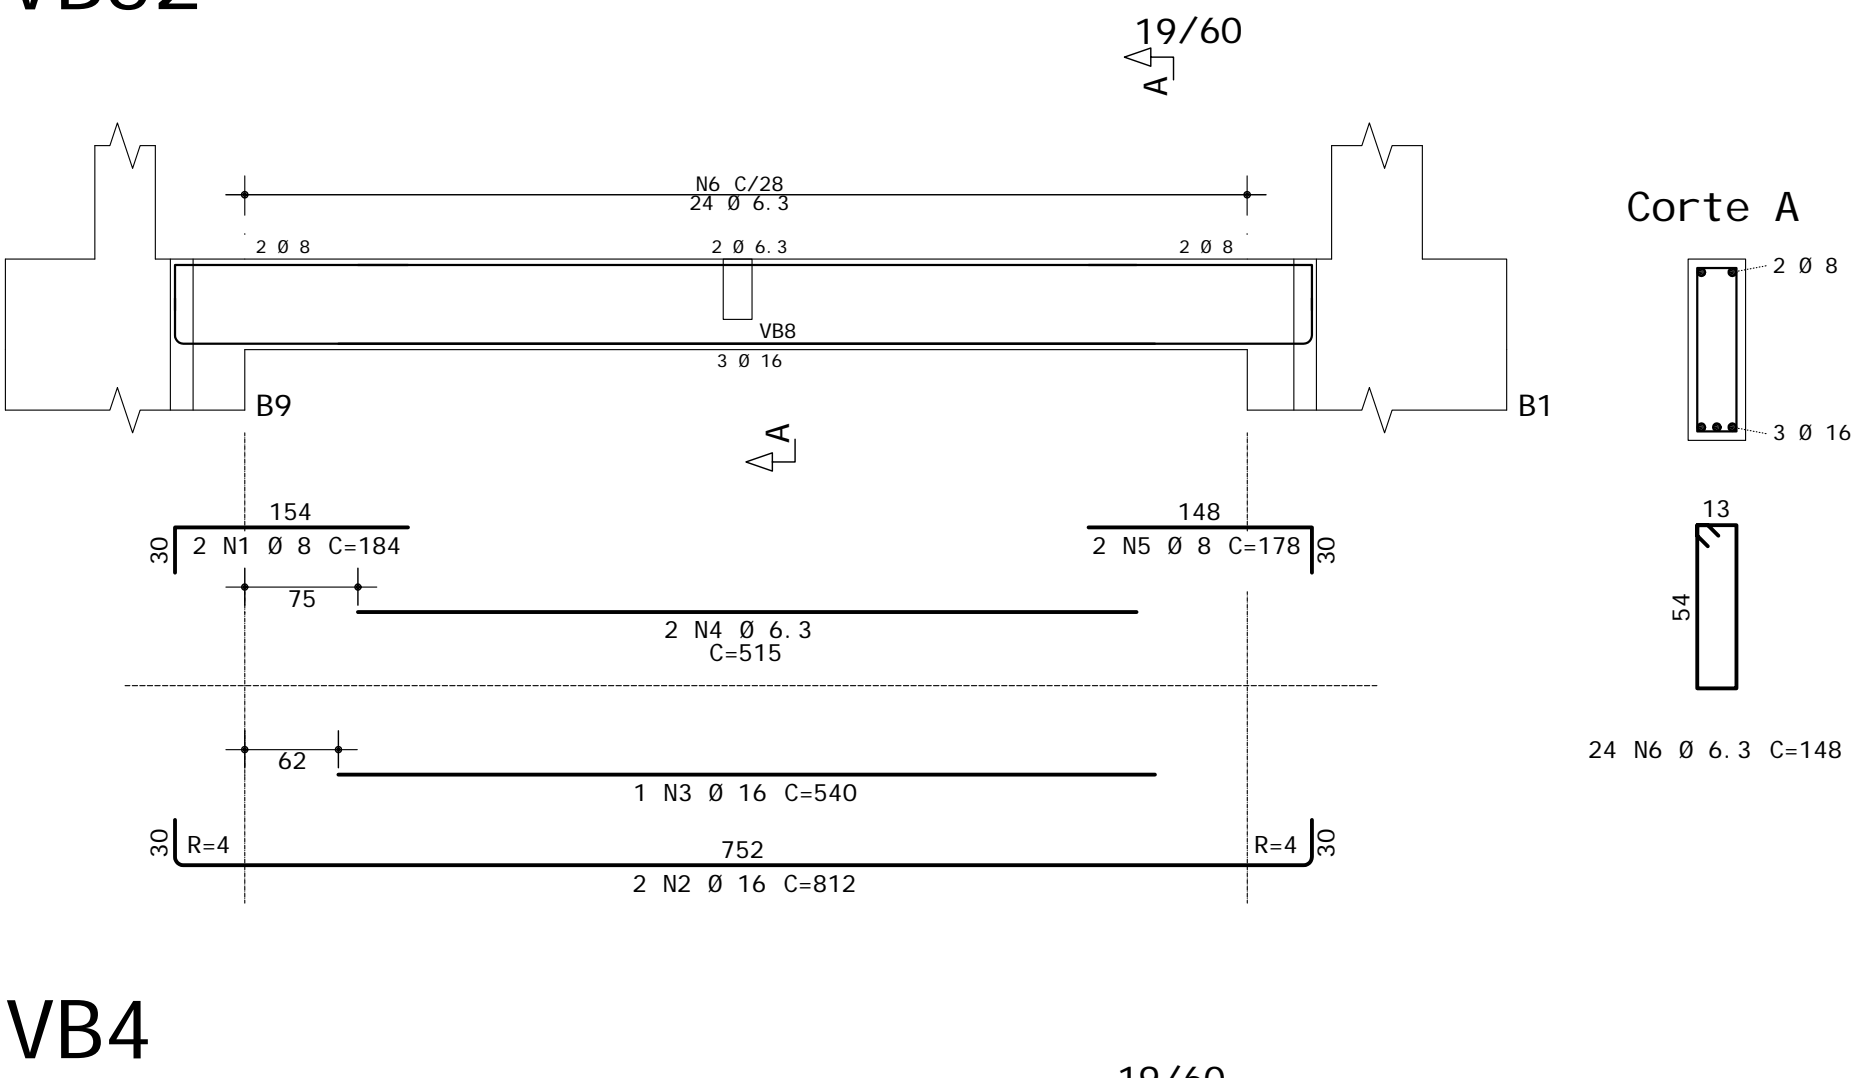 19/60
A
N6 C/28
24 Ø 6.3
Corte A
2 Ø 8
2 Ø 6.3
2 Ø 8
2 Ø 8
VB8
3 Ø 16
B9
B1
A
3 Ø 16
154
148
13
30
2 N1 Ø 8 C=184
2 N5 Ø 8 C=178
30
75
54
2 N4 Ø 6.3
C=515
62
24 N6 Ø 6.3 C=148
1 N3 Ø 16 C=540
30
R=4
752
R=4
30
2 N2 Ø 16 C=812
VB4
19/60